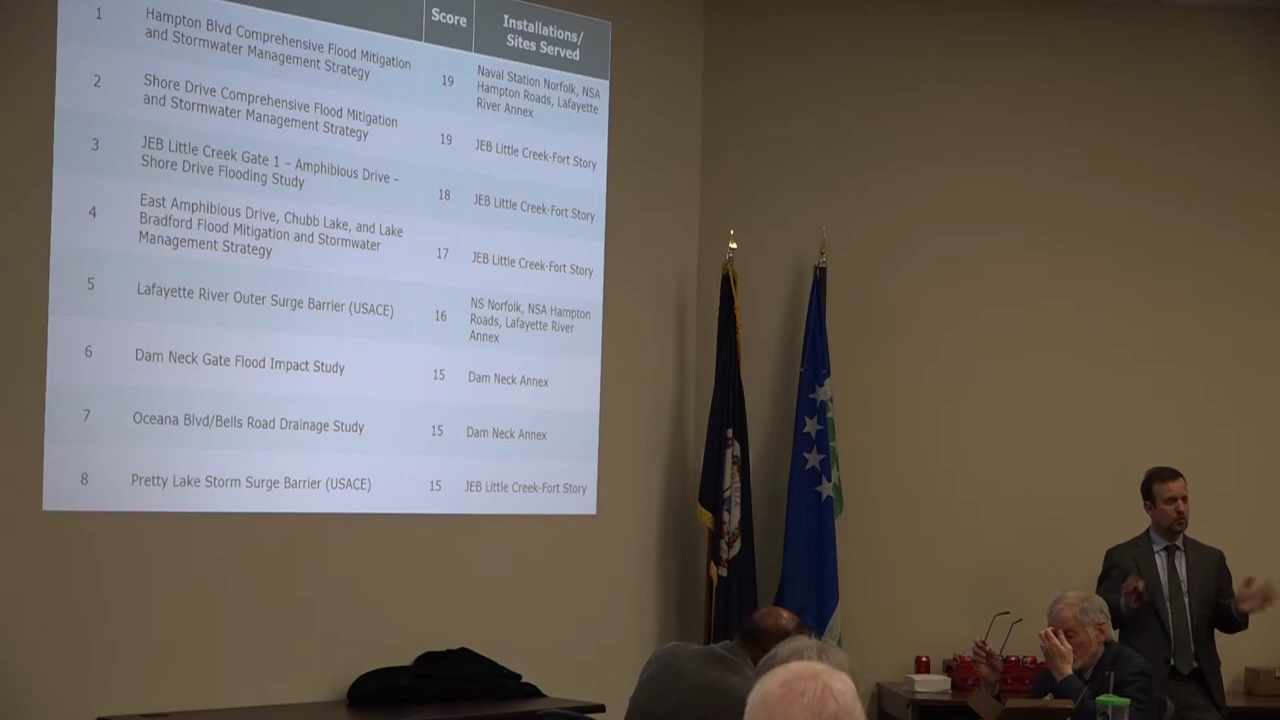 Score
Installations/
Sites Served
1
Hampton Blvd Comprehensive Flood Mitigation
and Stormwater Management Strategy
19
Naval Station Norfolk, NSA
Hampton Roads, Lafayette
River Annex
2
Shore Drive Comprehensive Flood Mitigation
and Stormwater Management Strategy
19
JEB Little Creek-Fort Story
3
JEB Little Creek Gate 1 – Amphibious Drive –
Shore Drive Flooding Study
18
JEB Little Creek-Fort Story
4
East Amphibious Drive, Chubb Lake, and Lake
Bradford Flood Mitigation and Stormwater
Management Strategy
17
JEB Little Creek-Fort Story
5
Lafayette River Outer Surge Barrier (USACE)
16
NS Norfolk, NSA Hampton
Roads, Lafayette River
Annex
6
Dam Neck Gate Flood Impact Study
15
Dam Neck Annex
7
Oceana Blvd/Bells Road Drainage Study
15
Dam Neck Annex
8
Pretty Lake Storm Surge Barrier (USACE)
15
JEB Little Creek-Fort Story